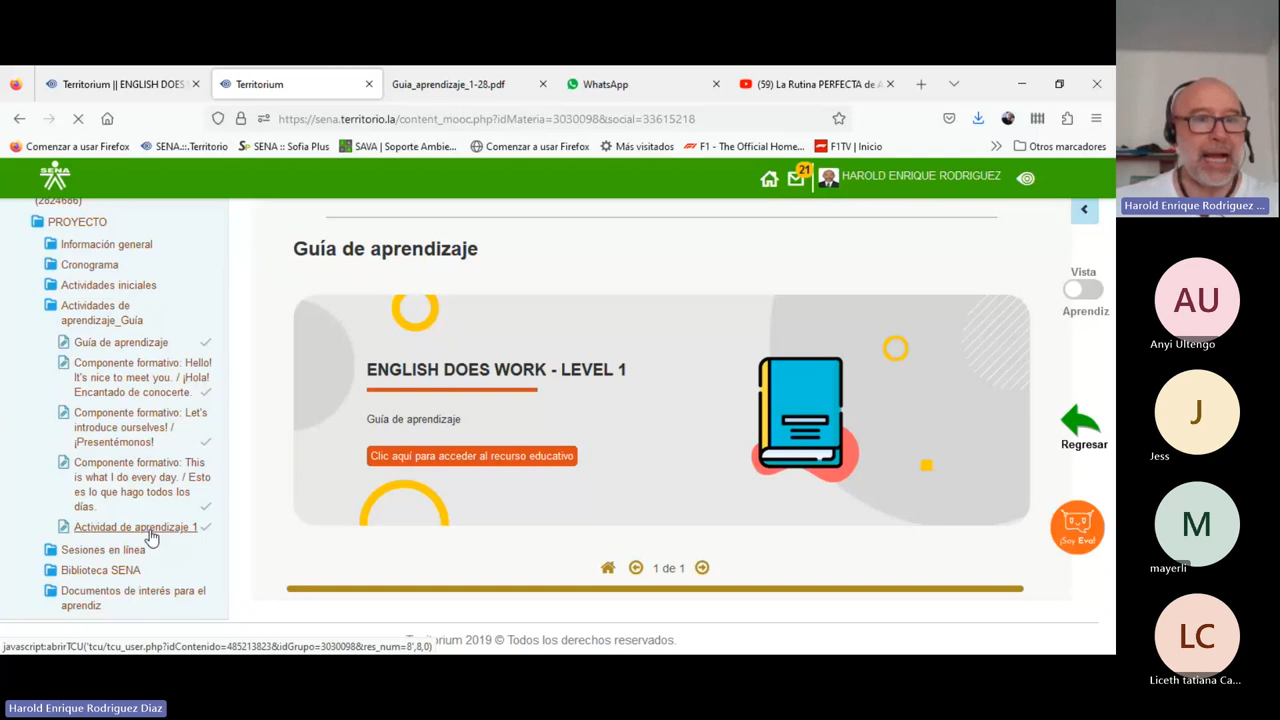 Territorium || ENGLISH DOES
Territorium
Guia_aprendizaje_1-28.pdf
WhatsApp
(59) La Rutina PERFECTA de
https://sena.territorio.la/content_mooc.php?idMateria=3030098&social=33615218
Comenzar a usar Firefox
SENA.::.Territorio
SENA :: Sofia Plus
SAVA | Soporte Ambie...
Comenzar a usar Firefox
Más visitados
F1 - The Official Home...
F1TV | Inicio
Otros marcadores
SENA
21
HAROLD ENRIQUE RODRIGUEZ
(2824686)
PROYECTO
Información general
Cronograma
Actividades iniciales
Actividades de
aprendizaje_Guía
Guía de aprendizaje
Componente formativo: Hello!
It's nice to meet you. / ¡Hola!
Encantado de conocerte.
Componente formativo: Let's
introduce ourselves! /
¡Presentémonos!
Componente formativo: This
is what I do every day. / Esto
es lo que hago todos los
días.
Actividad de aprendizaje 1
Sesiones en línea
Biblioteca SENA
Documentos de interés para el
aprendiz
Guía de aprendizaje
ENGLISH DOES WORK - LEVEL 1
Guía de aprendizaje
Clic aquí para acceder al recurso educativo
1 de 1
Vista
Aprendiz
Regresar
¡Soy Eva!
Territorium 2019 © Todos los derechos reservados.
javascript:abrirTCU('tcu/tcu_user.php?idContenido=485213823&idGrupo=3030098&res_num=8',8,0)
Harold Enrique Rodriguez Diaz
Harold Enrique Rodriguez ...
AU
Anyi Ultengo
J
Jess
M
mayerli
LC
Liceth tatiana Ca...